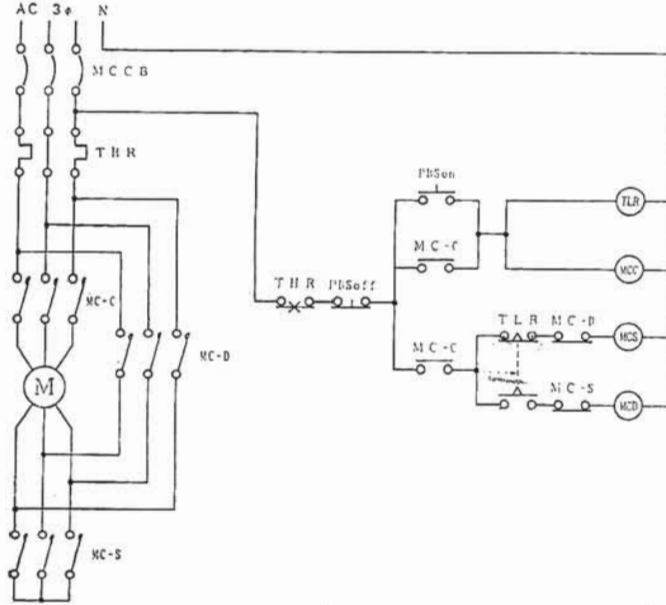 AC 3φ N
MCCB
THR
PBSon
TLR
MC-C
MCC
MC-C
THR PBSoff
MC-D
MC-C
TLR MC-D
MCS
M
MC-S
MCD
MC-S